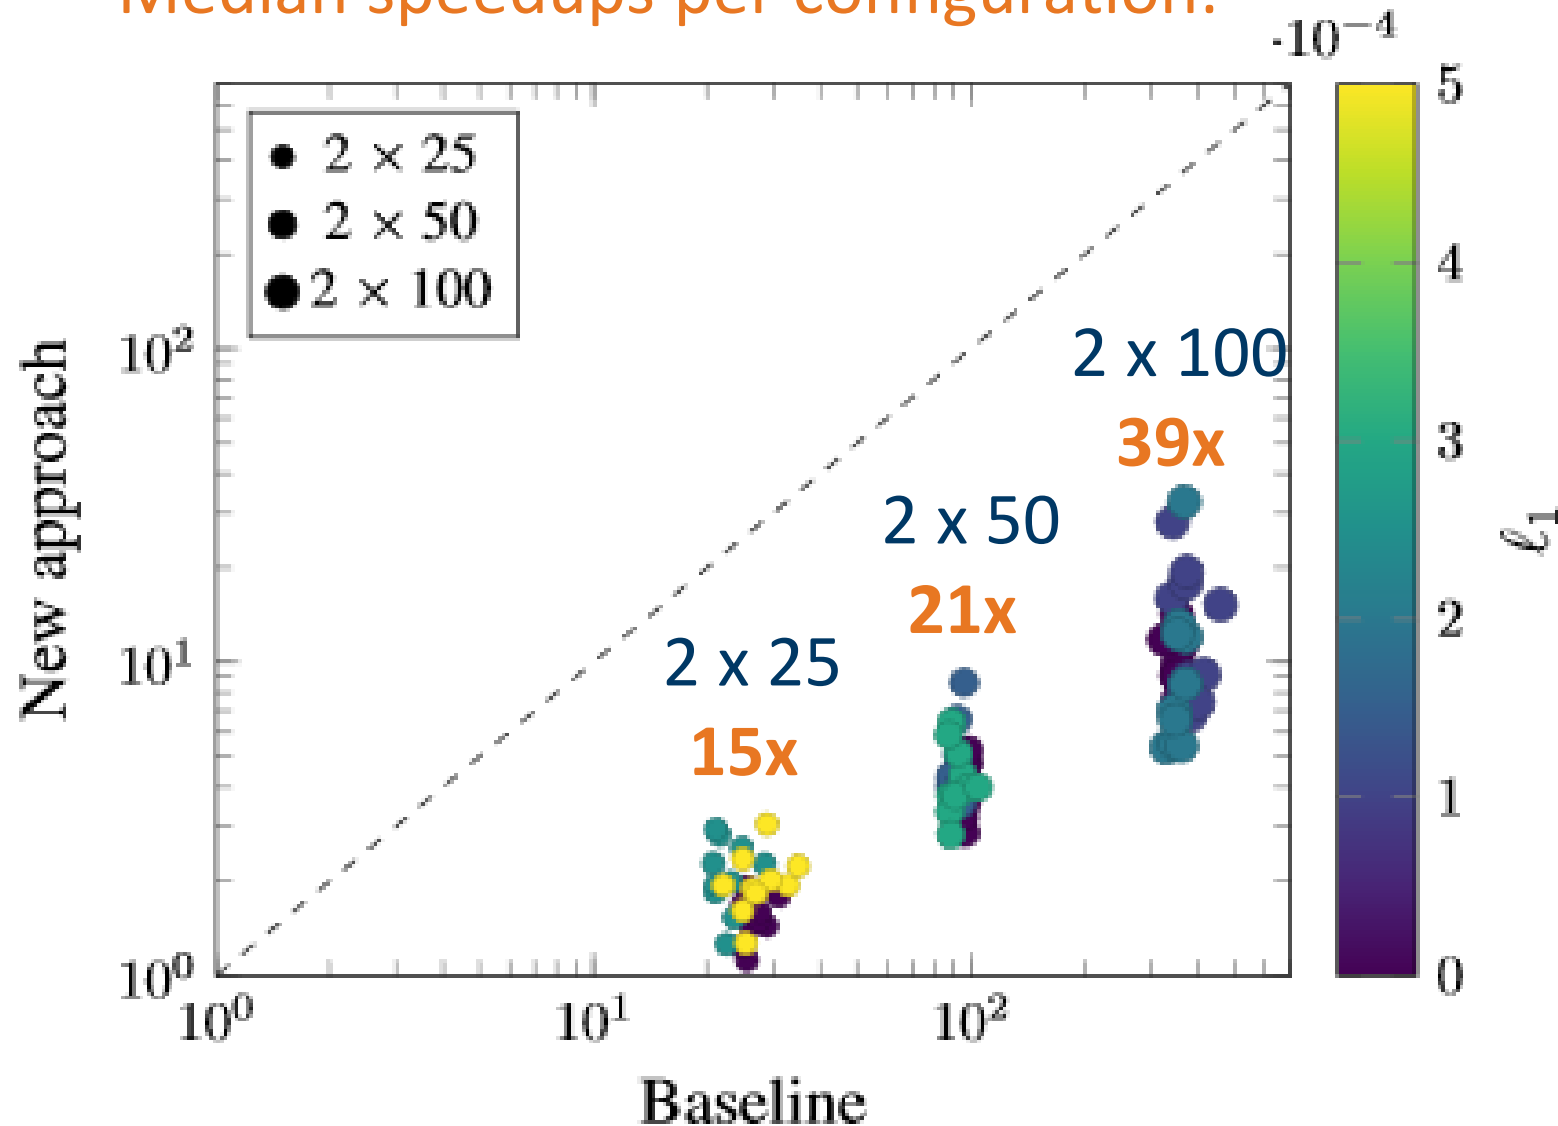 Median speedups per configuration:
·10⁻⁴
2 × 25
2 × 50
2 × 100
2 x 100
39x
2 x 50
21x
2 x 25
15x
New approach
10²
10¹
10⁰
10⁰
10¹
10²
Baseline
5
4
3
2
1
0
ℓ₁